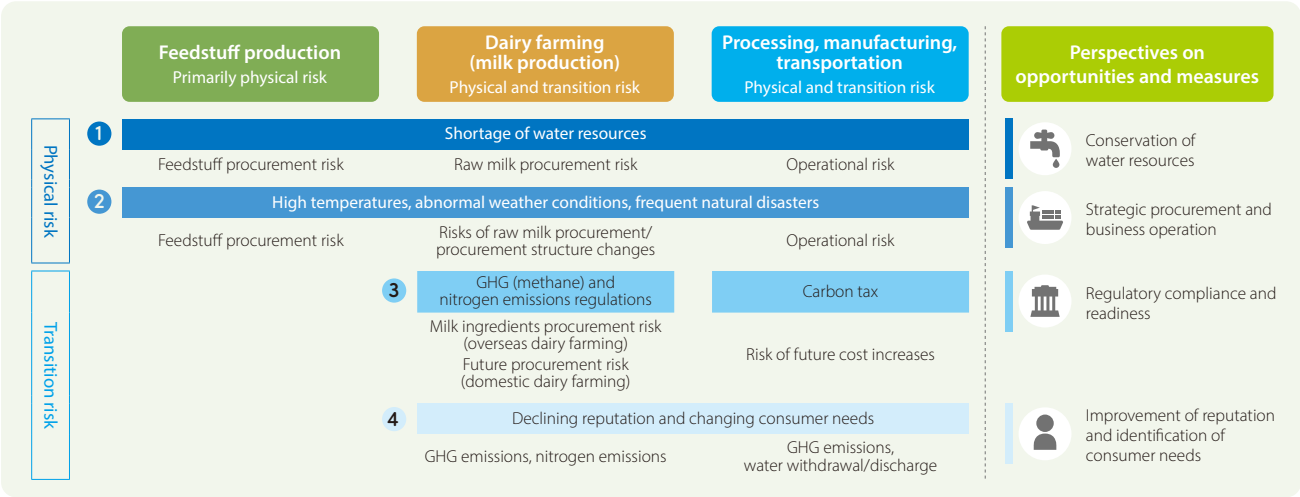 Feedstuff production
Primarily physical risk
Dairy farming
(milk production)
Physical and transition risk
Processing, manufacturing,
transportation
Physical and transition risk
Perspectives on
opportunities and measures
Physical risk
1
Shortage of water resources
Feedstuff procurement risk
Raw milk procurement risk
Operational risk
Conservation of
water resources
2
High temperatures, abnormal weather conditions, frequent natural disasters
Feedstuff procurement risk
Risks of raw milk procurement/
procurement structure changes
Operational risk
Strategic procurement and
business operation
Transition risk
3
GHG (methane) and
nitrogen emissions regulations
Carbon tax
Milk ingredients procurement risk
(overseas dairy farming)
Future procurement risk
(domestic dairy farming)
Risk of future cost increases
Regulatory compliance and
readiness
4
Declining reputation and changing consumer needs
GHG emissions, nitrogen emissions
GHG emissions,
water withdrawal/discharge
Improvement of reputation
and identification of
consumer needs